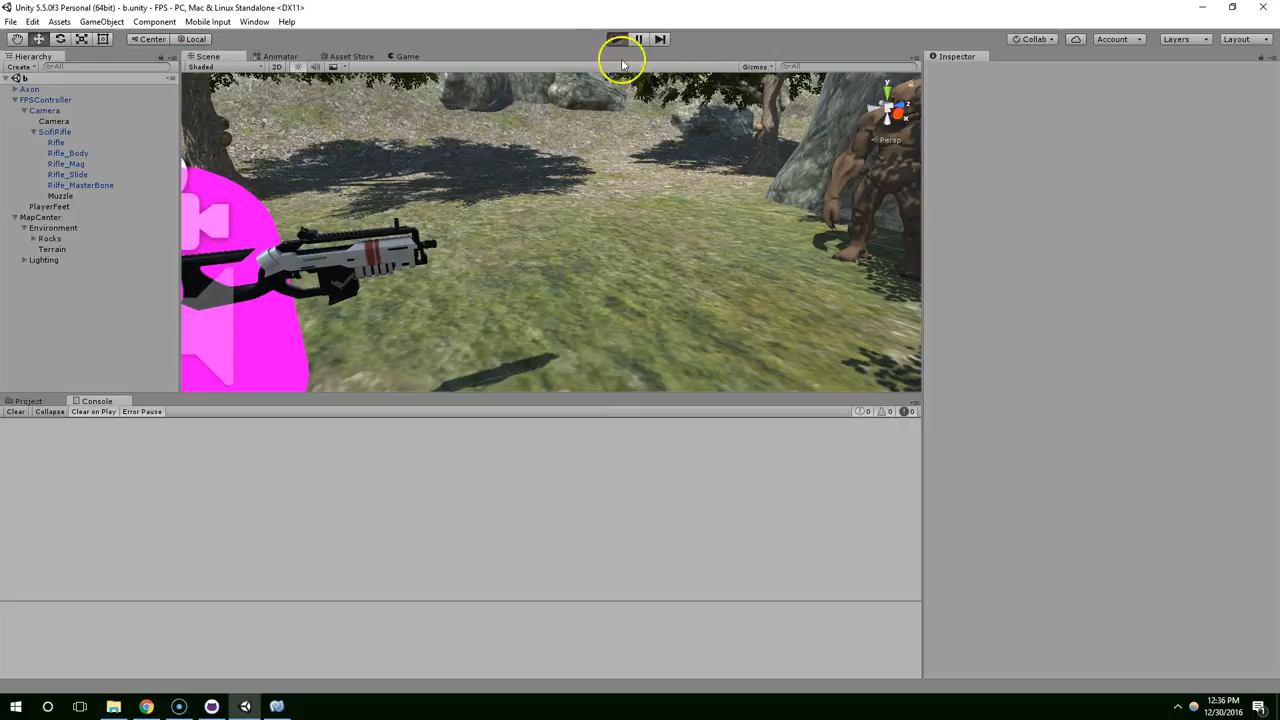 Unity 5.5.0f3 Personal (64bit) - b.unity - FPS - PC, Mac & Linux Standalone <DX11>
File Edit Assets GameObject Component Mobile Input Window Help
Center Local Collab Account Layers Layout
Hierarchy Scene Animator Asset Store Game Inspector
Create All Shaded 2D Gizmos All
b
Axon
FPSController
Camera
Camera
ScifiRifle
Rifle
Rifle_Body
Rifle_Mag
Rifle_Slide
Rilfe_MasterBone
Muzzle
PlayerFeet
MapCenter
Environment
Rocks
Terrain
Lighting
y
z
x
Persp
Project Console
Clear Collapse Clear on Play Error Pause 0 0 0
12:36 PM
12/30/2016
1